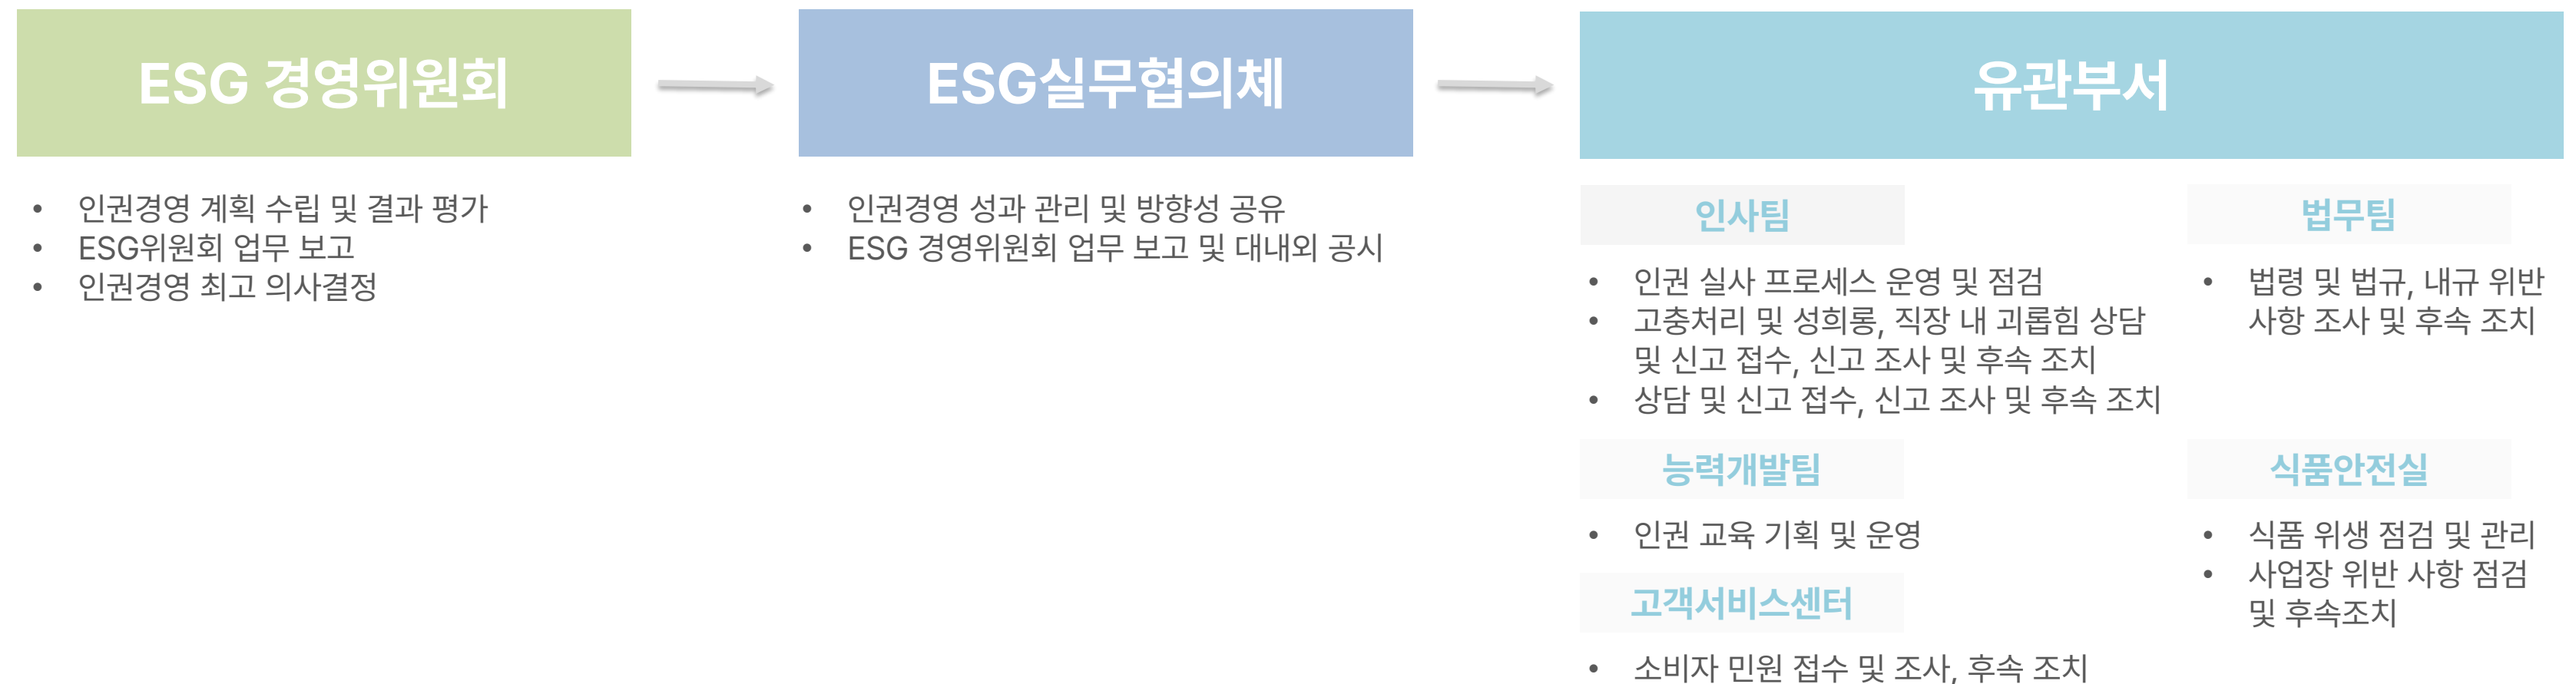 ESG 경영위원회
• 인권경영 계획 수립 및 결과 평가
• ESG위원회 업무 보고
• 인권경영 최고 의사결정
ESG실무협의체
• 인권경영 성과 관리 및 방향성 공유
• ESG 경영위원회 업무 보고 및 대내외 공시
유관부서
인사팀
• 인권 실사 프로세스 운영 및 점검
• 고충처리 및 성희롱, 직장 내 괴롭힘 상담
및 신고 접수, 신고 조사 및 후속 조치
• 상담 및 신고 접수, 신고 조사 및 후속 조치
법무팀
• 법령 및 법규, 내규 위반
사항 조사 및 후속 조치
능력개발팀
• 인권 교육 기획 및 운영
식품안전실
• 식품 위생 점검 및 관리
• 사업장 위반 사항 점검
및 후속조치
고객서비스센터
• 소비자 민원 접수 및 조사, 후속 조치